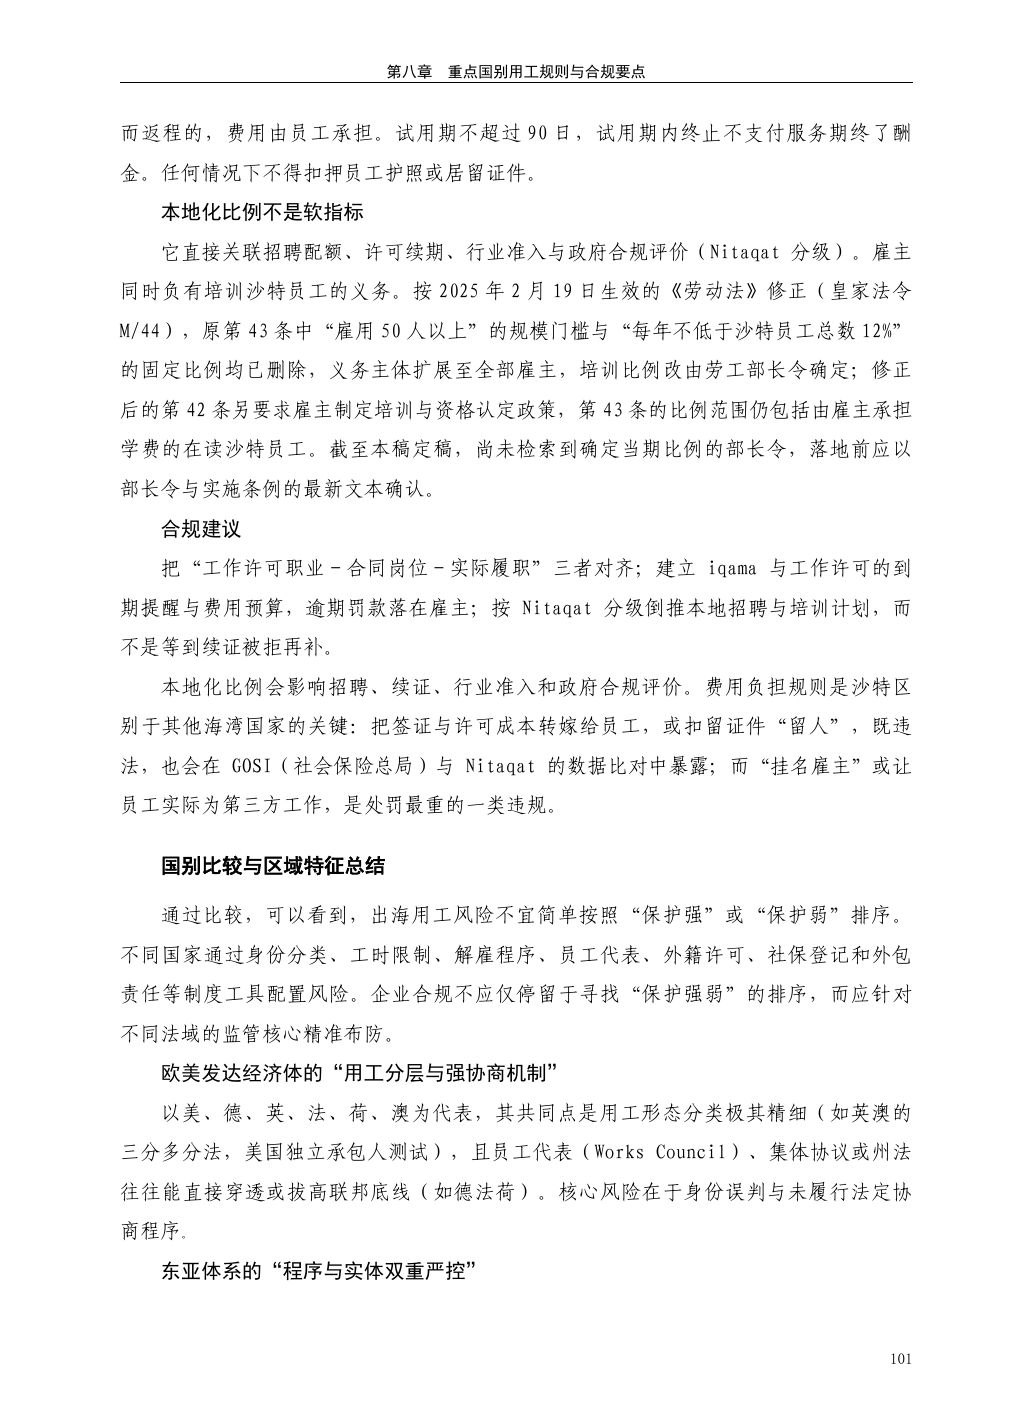 第八章　重点国别用工规则与合规要点
而返程的，费用由员工承担。试用期不超过 90 日，试用期内终止不支付服务期终了酬
金。任何情况下不得扣押员工护照或居留证件。
本地化比例不是软指标
它直接关联招聘配额、许可续期、行业准入与政府合规评价（Nitaqat 分级）。雇主
同时负有培训沙特员工的义务。按 2025 年 2 月 19 日生效的《劳动法》修正（皇家法令
M/44），原第 43 条中“雇用 50 人以上”的规模门槛与“每年不低于沙特员工总数 12%”
的固定比例均已删除，义务主体扩展至全部雇主，培训比例改由劳工部长令确定；修正
后的第 42 条另要求雇主制定培训与资格认定政策，第 43 条的比例范围仍包括由雇主承担
学费的在读沙特员工。截至本稿定稿，尚未检索到确定当期比例的部长令，落地前应以
部长令与实施条例的最新文本确认。
合规建议
把“工作许可职业－合同岗位－实际履职”三者对齐；建立 iqama 与工作许可的到
期提醒与费用预算，逾期罚款落在雇主；按 Nitaqat 分级倒推本地招聘与培训计划，而
不是等到续证被拒再补。
本地化比例会影响招聘、续证、行业准入和政府合规评价。费用负担规则是沙特区
别于其他海湾国家的关键：把签证与许可成本转嫁给员工，或扣留证件“留人”，既违
法，也会在 GOSI（社会保险总局）与 Nitaqat 的数据比对中暴露；而“挂名雇主”或让
员工实际为第三方工作，是处罚最重的一类违规。
国别比较与区域特征总结
通过比较，可以看到，出海用工风险不宜简单按照“保护强”或“保护弱”排序。
不同国家通过身份分类、工时限制、解雇程序、员工代表、外籍许可、社保登记和外包
责任等制度工具配置风险。企业合规不应仅停留于寻找“保护强弱”的排序，而应针对
不同法域的监管核心精准布防。
欧美发达经济体的“用工分层与强协商机制”
以美、德、英、法、荷、澳为代表，其共同点是用工形态分类极其精细（如英澳的
三分多分法，美国独立承包人测试），且员工代表（Works Council）、集体协议或州法
往往能直接穿透或拔高联邦底线（如德法荷）。核心风险在于身份误判与未履行法定协
商程序。
东亚体系的“程序与实体双重严控”
101